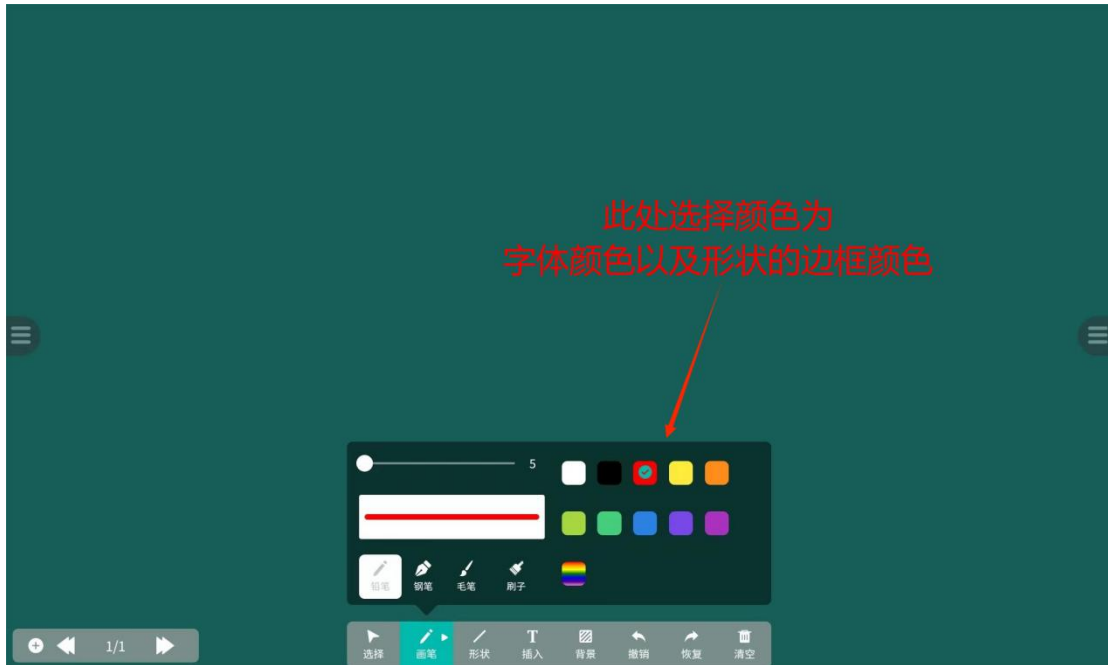 此处选择颜色为
字体颜色以及形状的边框颜色
5
铅笔 钢笔 毛笔 刷子
1/1
选择 画笔 形状 插入 背景 撤销 恢复 清空